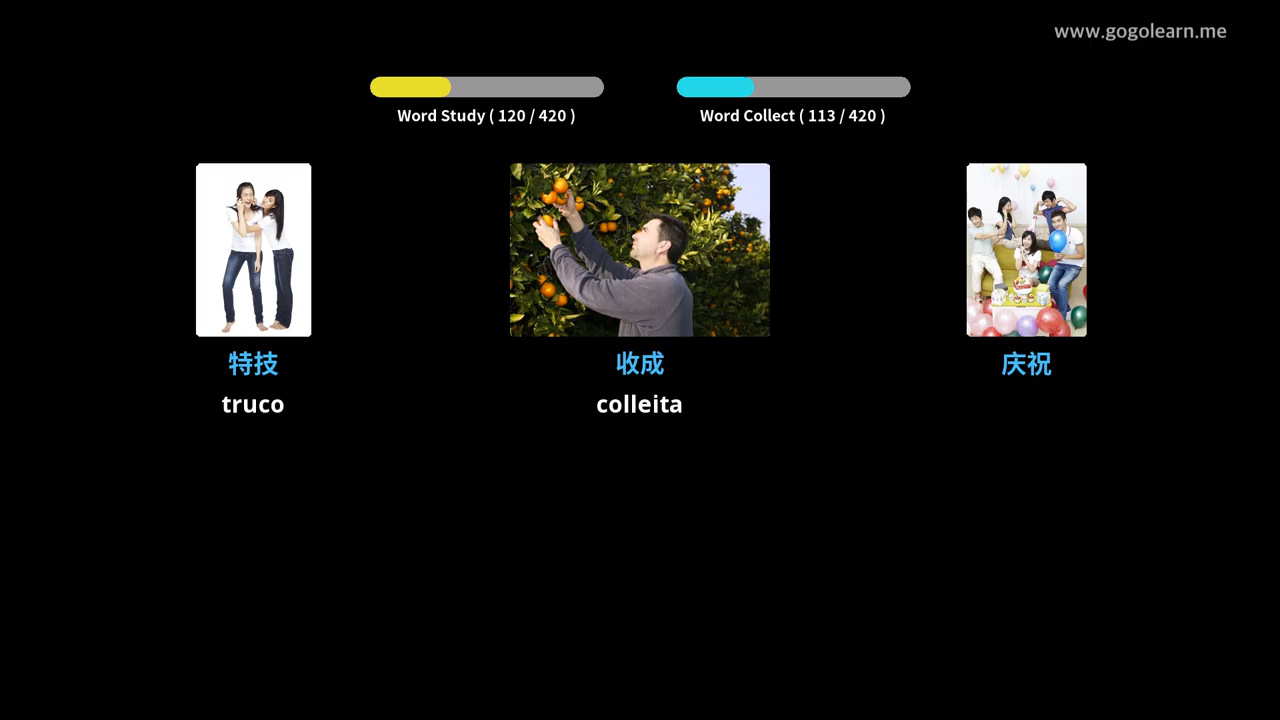 www.gogolearn.me
Word Study ( 120 / 420 )
Word Collect ( 113 / 420 )
特技
收成
庆祝
truco
colleita